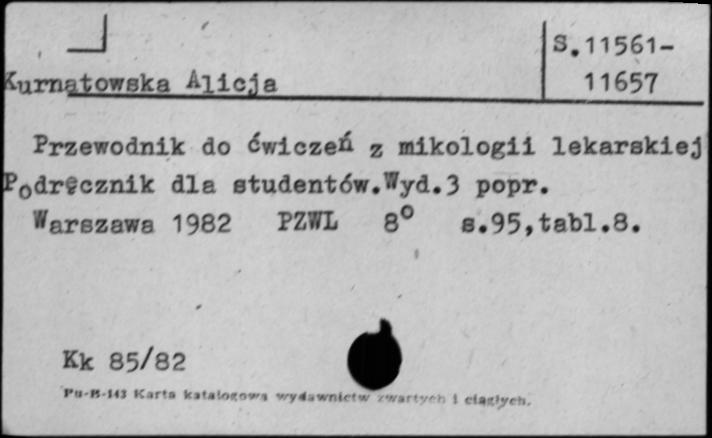 S.11561-
Kurnatowska Alicja 11657
Przewodnik do ćwiczeń z mikologii lekarskiej
Podręcznik dla studentów.Wyd.3 popr.
Warszawa 1982 PZWL 8° s.95,tabl.8.
Kk 85/82
Pu-B-143 Karta katalogowa wydawnictw zwartych i ciągłych.